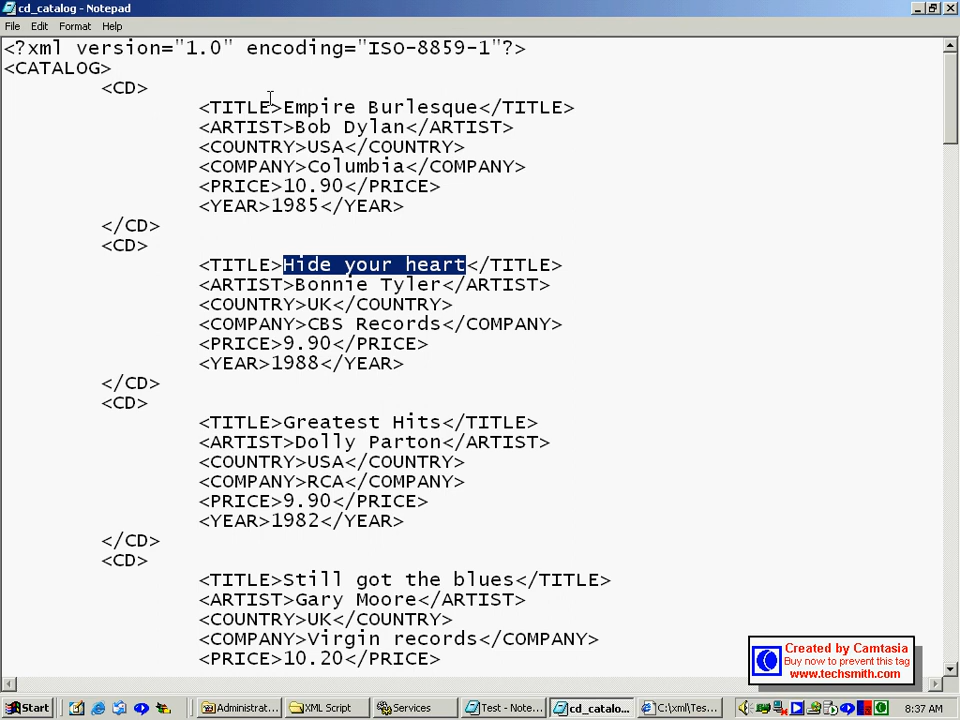 cd_catalog - Notepad
File Edit Format Help
<?xml version="1.0" encoding="ISO-8859-1"?>
<CATALOG>
<CD>
<TITLE>Empire Burlesque</TITLE>
<ARTIST>Bob Dylan</ARTIST>
<COUNTRY>USA</COUNTRY>
<COMPANY>Columbia</COMPANY>
<PRICE>10.90</PRICE>
<YEAR>1985</YEAR>
</CD>
<CD>
<TITLE>Hide your heart</TITLE>
<ARTIST>Bonnie Tyler</ARTIST>
<COUNTRY>UK</COUNTRY>
<COMPANY>CBS Records</COMPANY>
<PRICE>9.90</PRICE>
<YEAR>1988</YEAR>
</CD>
<CD>
<TITLE>Greatest Hits</TITLE>
<ARTIST>Dolly Parton</ARTIST>
<COUNTRY>USA</COUNTRY>
<COMPANY>RCA</COMPANY>
<PRICE>9.90</PRICE>
<YEAR>1982</YEAR>
</CD>
<CD>
<TITLE>Still got the blues</TITLE>
<ARTIST>Gary Moore</ARTIST>
<COUNTRY>UK</COUNTRY>
<COMPANY>Virgin records</COMPANY>
<PRICE>10.20</PRICE>
Created by Camtasia
Buy now to prevent this tag
www.techsmith.com
Start Administrat... XML Script Services Test - Note... cd_catalo... C:\xml\Tes... 8:37 AM